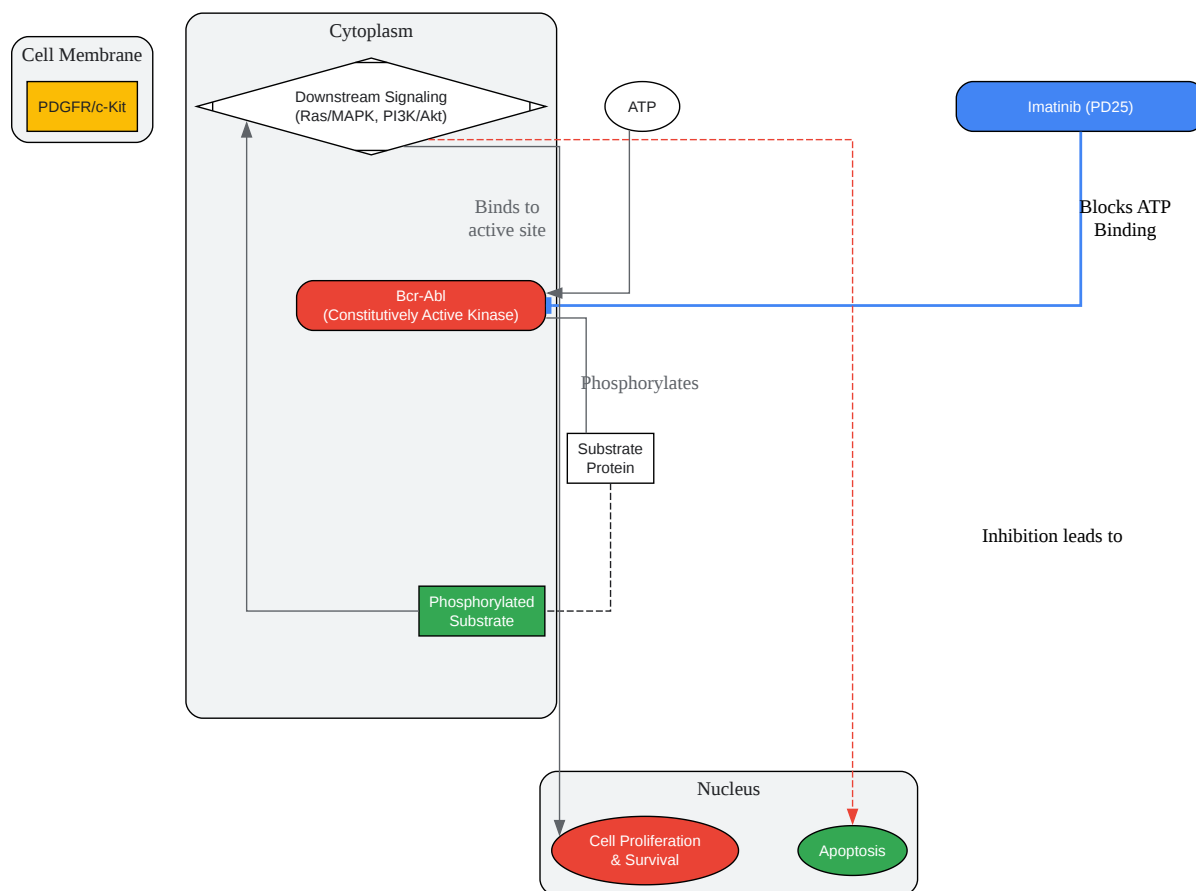 Cytoplasm
Cell Membrane
PDGFR/c-Kit
Downstream Signaling
(Ras/MAPK, PI3K/Akt)
ATP
Imatinib (PD25)
Binds to
active site
Blocks ATP
Binding
Bcr-Abl
(Constitutively Active Kinase)
Phosphorylates
Substrate
Protein
Inhibition leads to
Phosphorylated
Substrate
Nucleus
Cell Proliferation
& Survival
Apoptosis